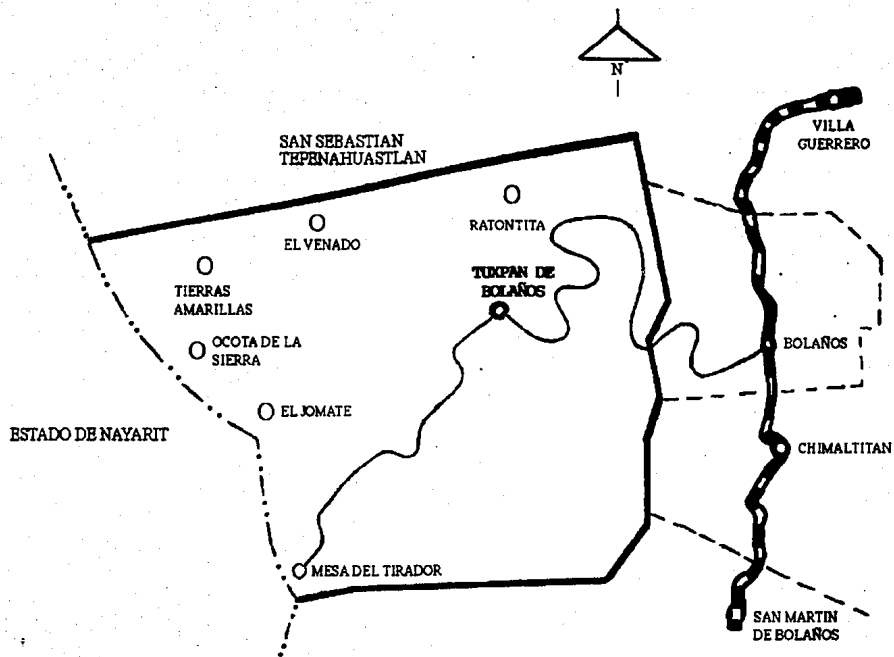 N
VILLA
GUERRERO
SAN SEBASTIAN
TEPENAHUASTLAN
RATONTITA
EL VENADO
TUXPAN DE
BOLAÑOS
TIERRAS
AMARILLAS
OCOTA DE LA
SIERRA
BOLAÑOS
EL JOMATE
ESTADO DE NAYARIT
CHIMALTITAN
MESA DEL TIRADOR
SAN MARTIN
DE BOLAÑOS